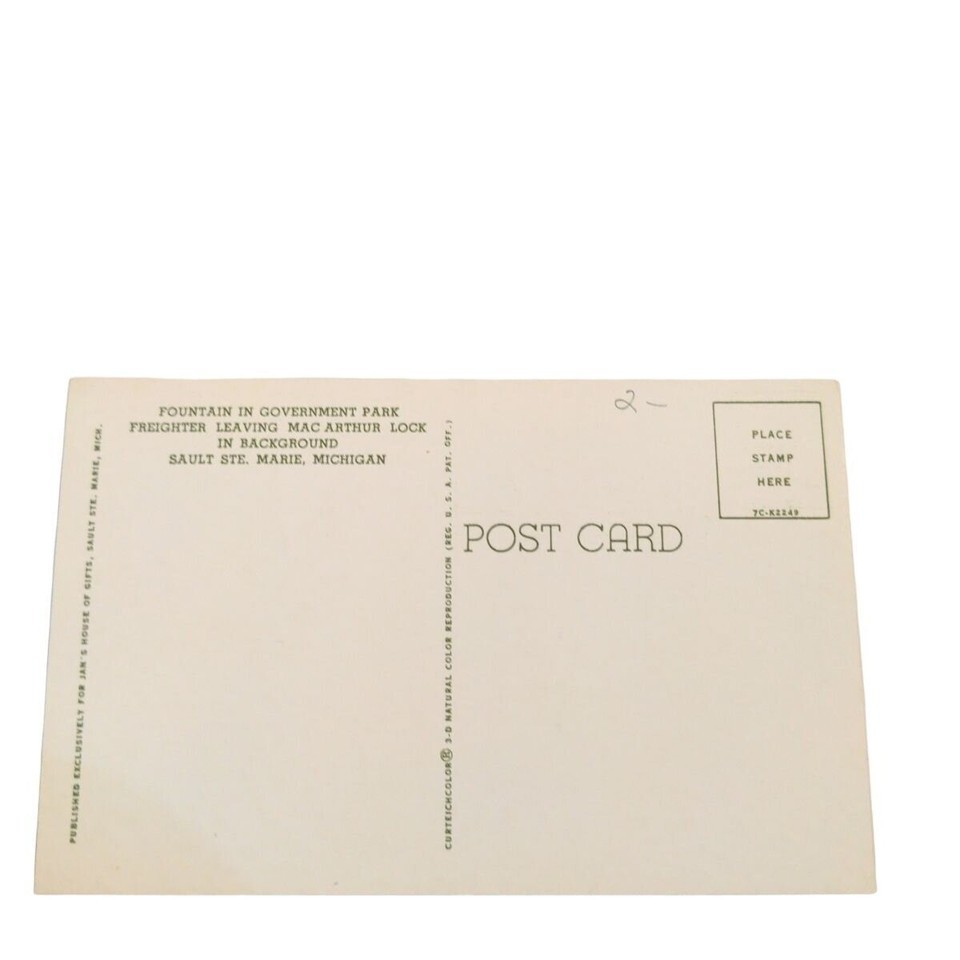 FOUNTAIN IN GOVERNMENT PARK
FREIGHTER LEAVING MAC ARTHUR LOCK
IN BACKGROUND
SAULT STE. MARIE, MICHIGAN
PUBLISHED EXCLUSIVELY FOR JAN'S HOUSE OF GIFTS, SAULT STE. MARIE, MICH.
CURTEICHCOLOR® 3-D NATURAL COLOR REPRODUCTION (REG. U. S. A. PAT. OFF.)
POST CARD
2-
PLACE
STAMP
HERE
7C-K2249